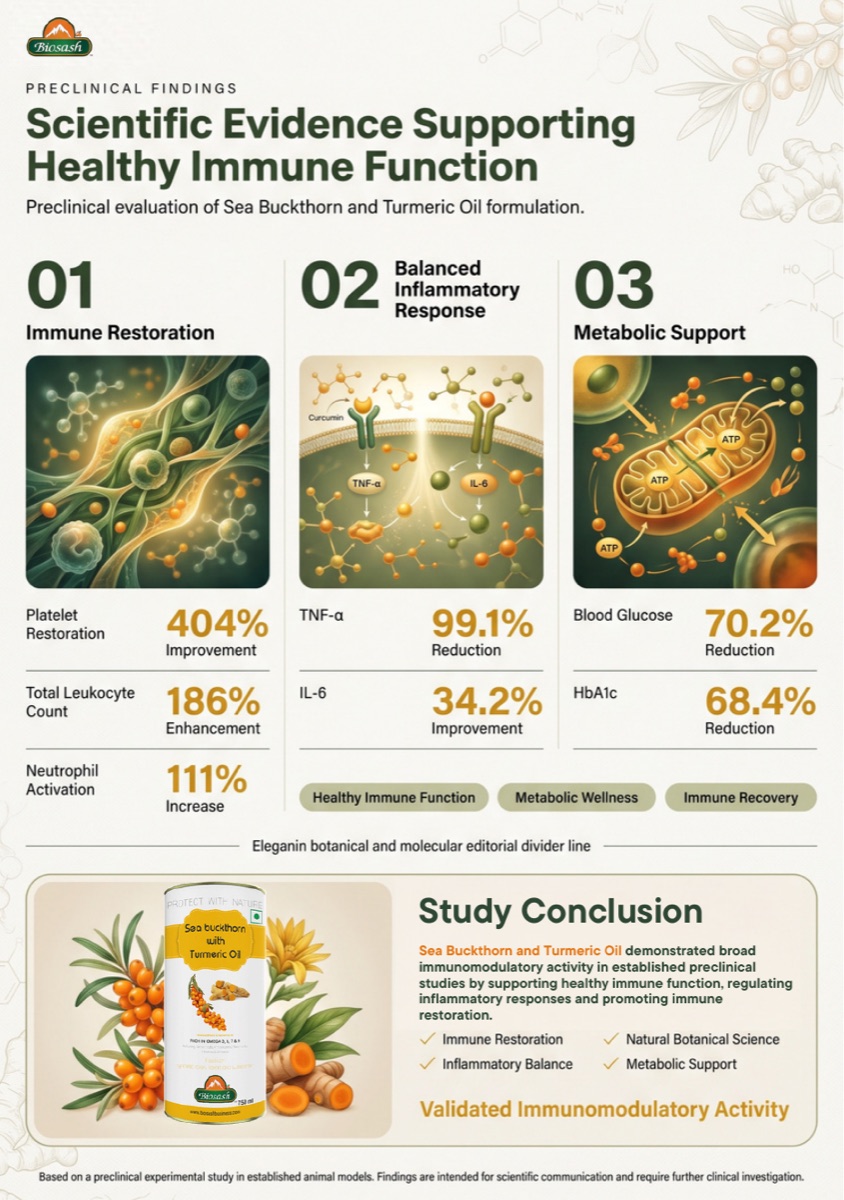 Biosash
PRECLINICAL FINDINGS
Scientific Evidence Supporting
Healthy Immune Function
Preclinical evaluation of Sea Buckthorn and Turmeric Oil formulation.
01
Immune Restoration
Platelet
Restoration
404%
Improvement
Total Leukocyte
Count
186%
Enhancement
Neutrophil
Activation
111%
Increase
02
Balanced
Inflammatory
Response
Curcumin
TNF-α
IL-6
TNF-α
99.1%
Reduction
IL-6
34.2%
Improvement
03
Metabolic Support
HO
N
ATP
ATP
ATP
Blood Glucose
70.2%
Reduction
HbA1c
68.4%
Reduction
Healthy Immune Function
Metabolic Wellness
Immune Recovery
Eleganin botanical and molecular editorial divider line
PROTECT WITH NATURE
Sea buckthorn
with
Turmeric Oil
Biosash
750 ml
Study Conclusion
Sea Buckthorn and Turmeric Oil demonstrated broad
immunomodulatory activity in established preclinical
studies by supporting healthy immune function, regulating
inflammatory responses and promoting immune
restoration.
✓ Immune Restoration
✓ Natural Botanical Science
✓ Inflammatory Balance
✓ Metabolic Support
Validated Immunomodulatory Activity
Based on a preclinical experimental study in established animal models. Findings are intended for scientific communication and require further clinical investigation.